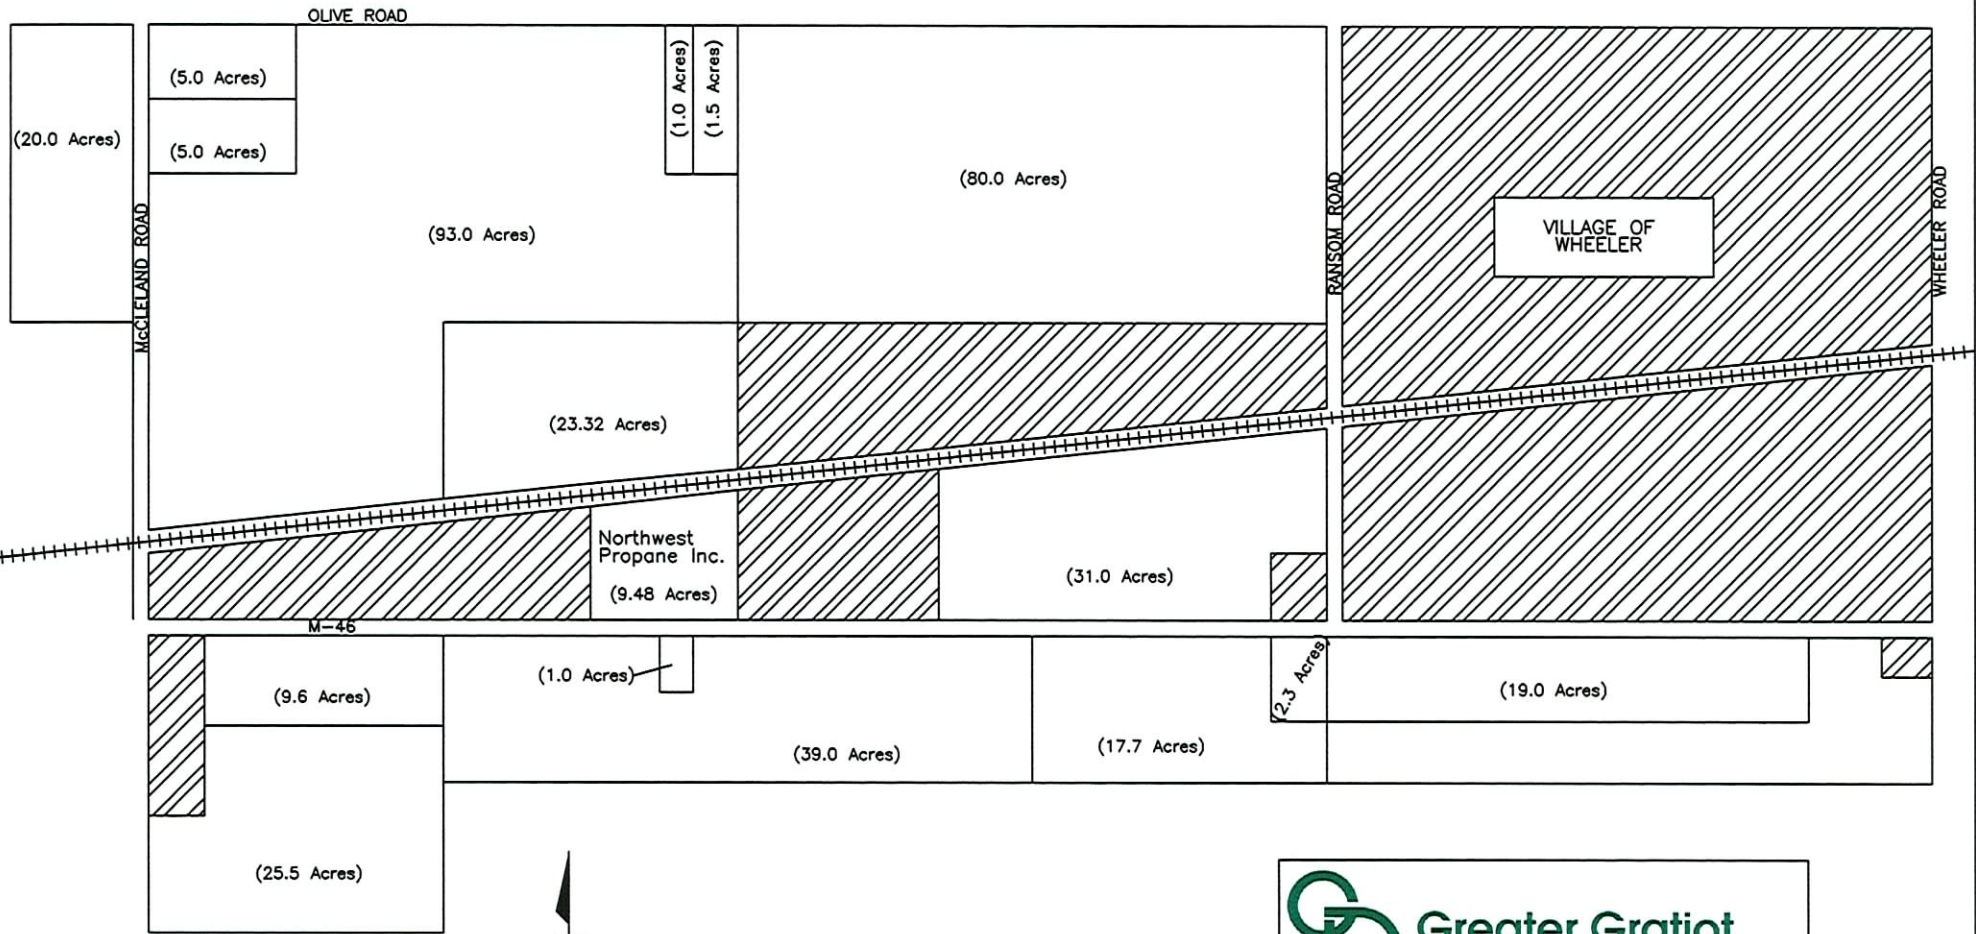 OLIVE ROAD
(5.0 Acres)
(1.0 Acres)
(1.5 Acres)
(20.0 Acres)
(5.0 Acres)
(80.0 Acres)
(93.0 Acres)
McCLELAND ROAD
RANSOM ROAD
VILLAGE OF
WHEELER
WHEELER ROAD
(23.32 Acres)
Northwest
Propane Inc.
(9.48 Acres)
(31.0 Acres)
M-46
(9.6 Acres)
(1.0 Acres)
(39.0 Acres)
(17.7 Acres)
(2.3 Acres)
(19.0 Acres)
(25.5 Acres)
Greater Gratiot